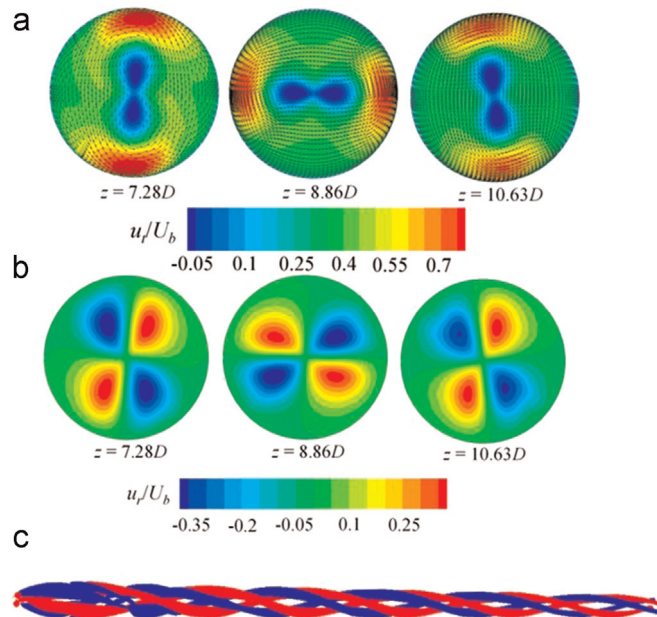 a
z = 7.28D z = 8.86D z = 10.63D
u_t/U_b
-0.05 0.1 0.25 0.4 0.55 0.7
b
z = 7.28D z = 8.86D z = 10.63D
u_r/U_b
-0.35 -0.2 -0.05 0.1 0.25
c